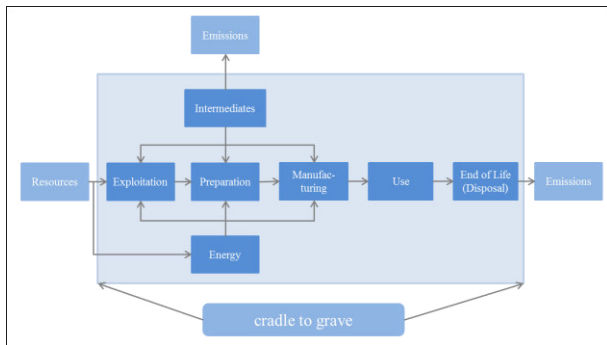 Emissions
Intermediates
Resources
Exploitation
Preparation
Manufac-
turing
Use
End of Life
(Disposal)
Emissions
Energy
cradle to grave